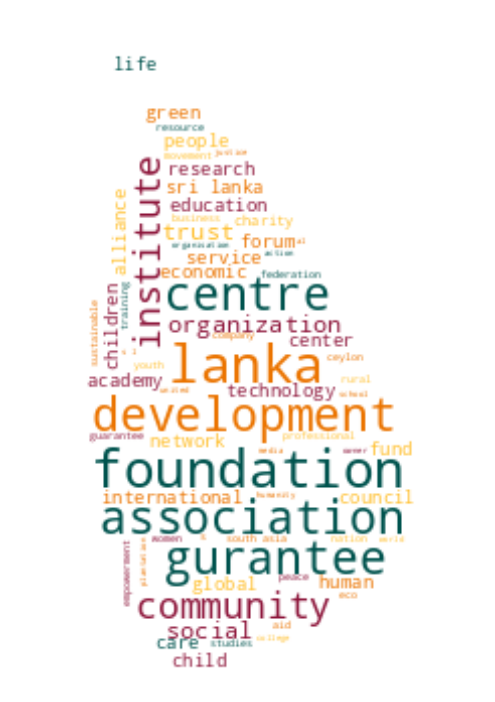 life
green
resource
people
movement justice
institute
research
sri lanka
education
alliance
business charity
trust
organisation forum
action
service
economic federation
centre
children
training
organization
sustainable
company center
lanka
ceylon
youth
academy united rural
technology school
development
guarantee network professional
media owner fund
foundation
international humanity council
association
women south asia nation world
empowerment
plantation
gurantee
peace
global human
eco
community
aid
social
care studies college
child